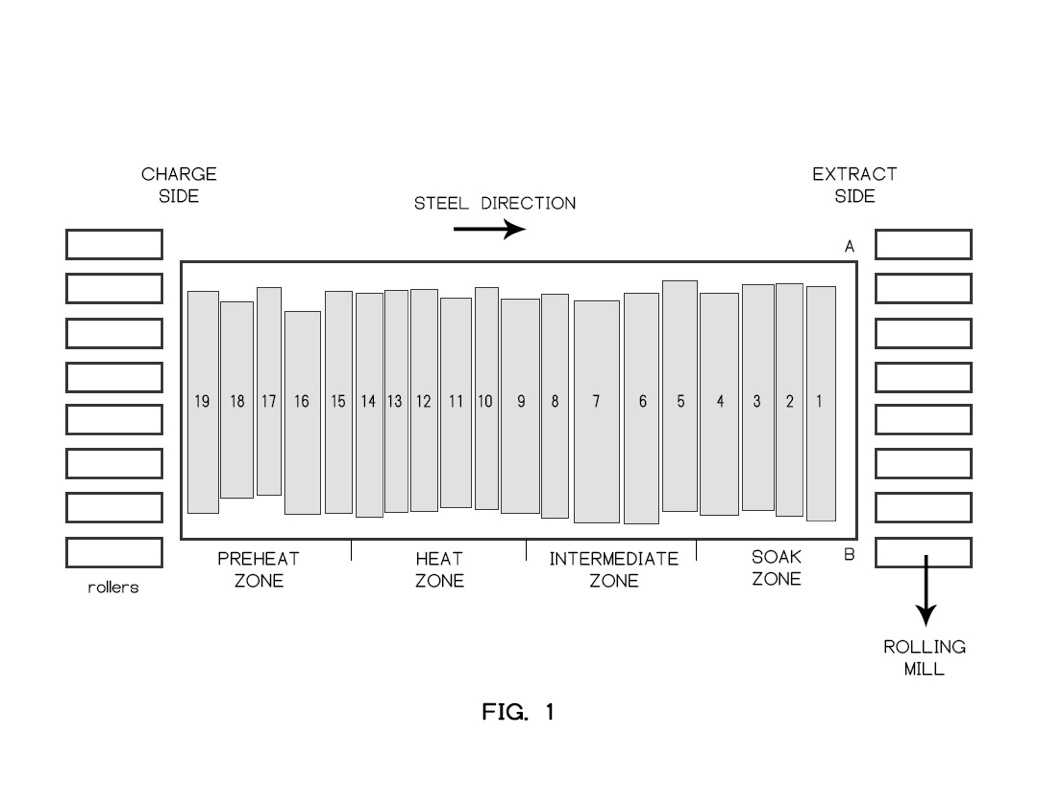 CHARGE
SIDE
EXTRACT
SIDE
STEEL DIRECTION
A
19 18 17 16 15 14 13 12 11 10 9 8 7 6 5 4 3 2 1
B
PREHEAT
ZONE
HEAT
ZONE
INTERMEDIATE
ZONE
SOAK
ZONE
rollers
ROLLING
MILL
FIG. 1